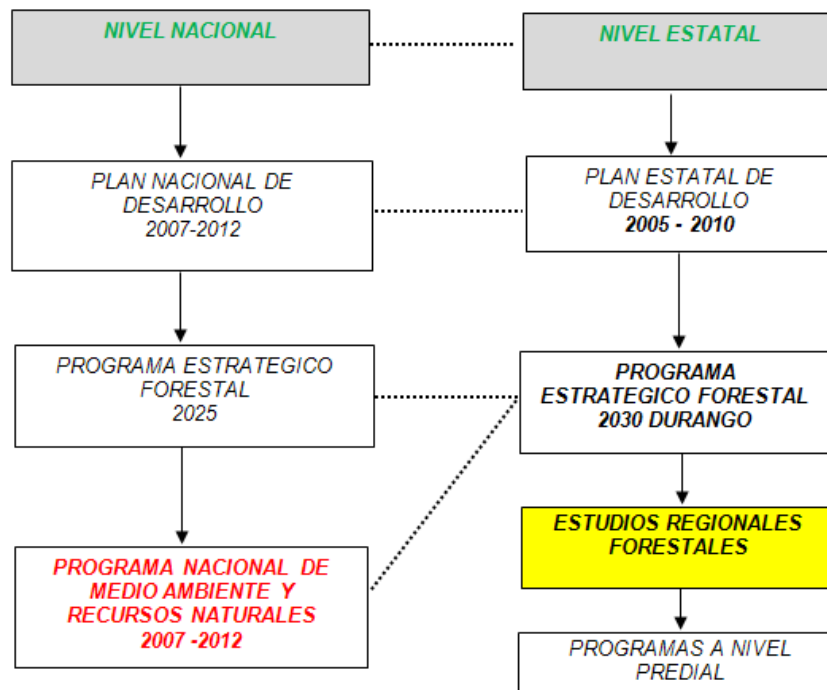 NIVEL NACIONAL
NIVEL ESTATAL
PLAN NACIONAL DE
DESARROLLO
2007-2012
PLAN ESTATAL DE
DESARROLLO
2005 - 2010
PROGRAMA ESTRATEGICO
FORESTAL
2025
PROGRAMA
ESTRATEGICO FORESTAL
2030 DURANGO
PROGRAMA NACIONAL DE
MEDIO AMBIENTE Y
RECURSOS NATURALES
2007 -2012
ESTUDIOS REGIONALES
FORESTALES
PROGRAMAS A NIVEL
PREDIAL